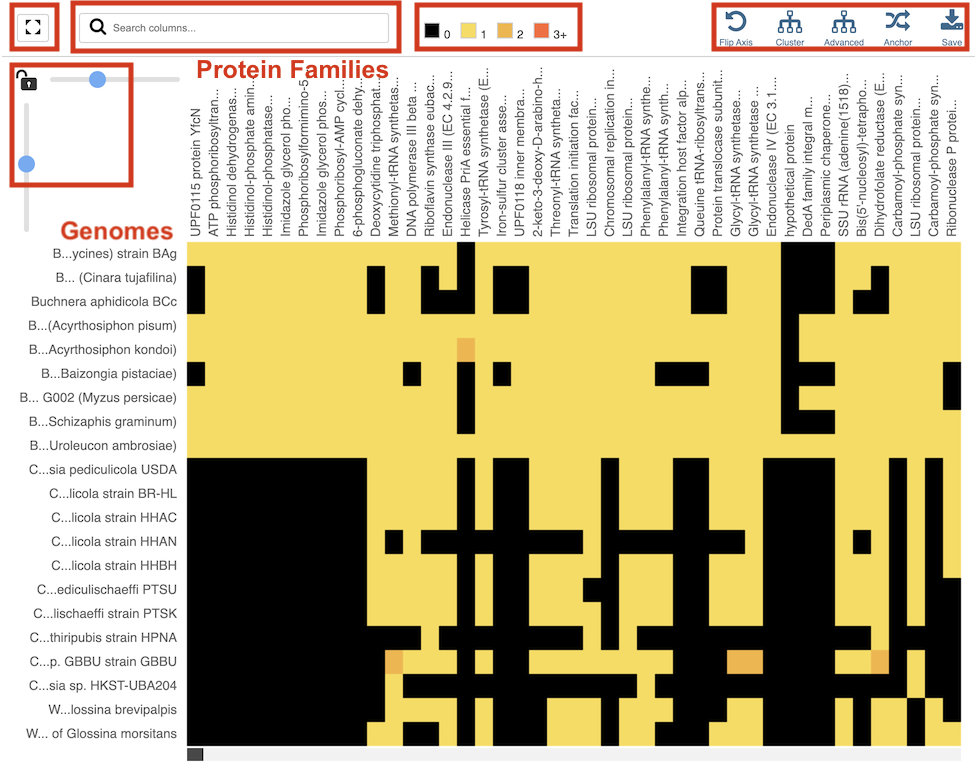 Search columns...
0
1
2
3+
Flip Axis
Cluster
Advanced
Anchor
Save
Protein Families
UPF0115 protein YfcN
ATP phosphoribosyltran...
Histidinol dehydrogenas...
Histidinol-phosphate amin...
Histidinol-phosphatase...
Imidazole glycerol pho...
Phosphoribosylformimino-5...
Imidazole glycerol phos...
Phosphoribosyl-AMP cycl...
6-phosphogluconate dehy...
Deoxycytidine triphosphat...
Methionyl-tRNA synthetas...
DNA polymerase III beta ...
Riboflavin synthase eubac...
Endonuclease III (EC 4.2.9...
Helicase PriA essential f...
Tyrosyl-tRNA synthetase (E...
Iron-sulfur cluster asse...
UPF0118 inner membra...
2-keto-3-deoxy-D-arabino-h...
Threonyl-tRNA syntheta...
Translation initiation fac...
LSU ribosomal protein...
Chromosomal replication in...
LSU ribosomal protein...
Phenylalanyl-tRNA synthe...
Phenylalanyl-tRNA synth...
Integration host factor alp...
Queuine tRNA-ribosyltrans...
Protein translocase subunit...
Glycyl-tRNA synthetase...
Glycyl-tRNA synthetase ...
Endonuclease IV (EC 3.1....
hypothetical protein
DedA family integral m...
Periplasmic chaperone...
SSU rRNA (adenine(1518)...
Bis(5'-nucleosyl)-tetrapho...
Dihydrofolate reductase (E...
Carbamoyl-phosphate syn...
LSU ribosomal protein...
Carbamoyl-phosphate syn...
Ribonuclease P protei...
Genomes
B...ycines) strain BAg
B... (Cinara tujafilina)
Buchnera aphidicola BCc
B...(Acyrthosiphon pisum)
B...Acyrthosiphon kondoi)
B...Baizongia pistaciae)
B... G002 (Myzus persicae)
B...Schizaphis graminum)
B...Uroleucon ambrosiae)
C...sia pediculicola USDA
C...licola strain BR-HL
C...licola strain HHAC
C...licola strain HHAN
C...licola strain HHBH
C...ediculischaeffi PTSU
C...lischaeffi strain PTSK
C...thiripubis strain HPNA
C...p. GBBU strain GBBU
C...sia sp. HKST-UBA204
W...lossina brevipalpis
W... of Glossina morsitans